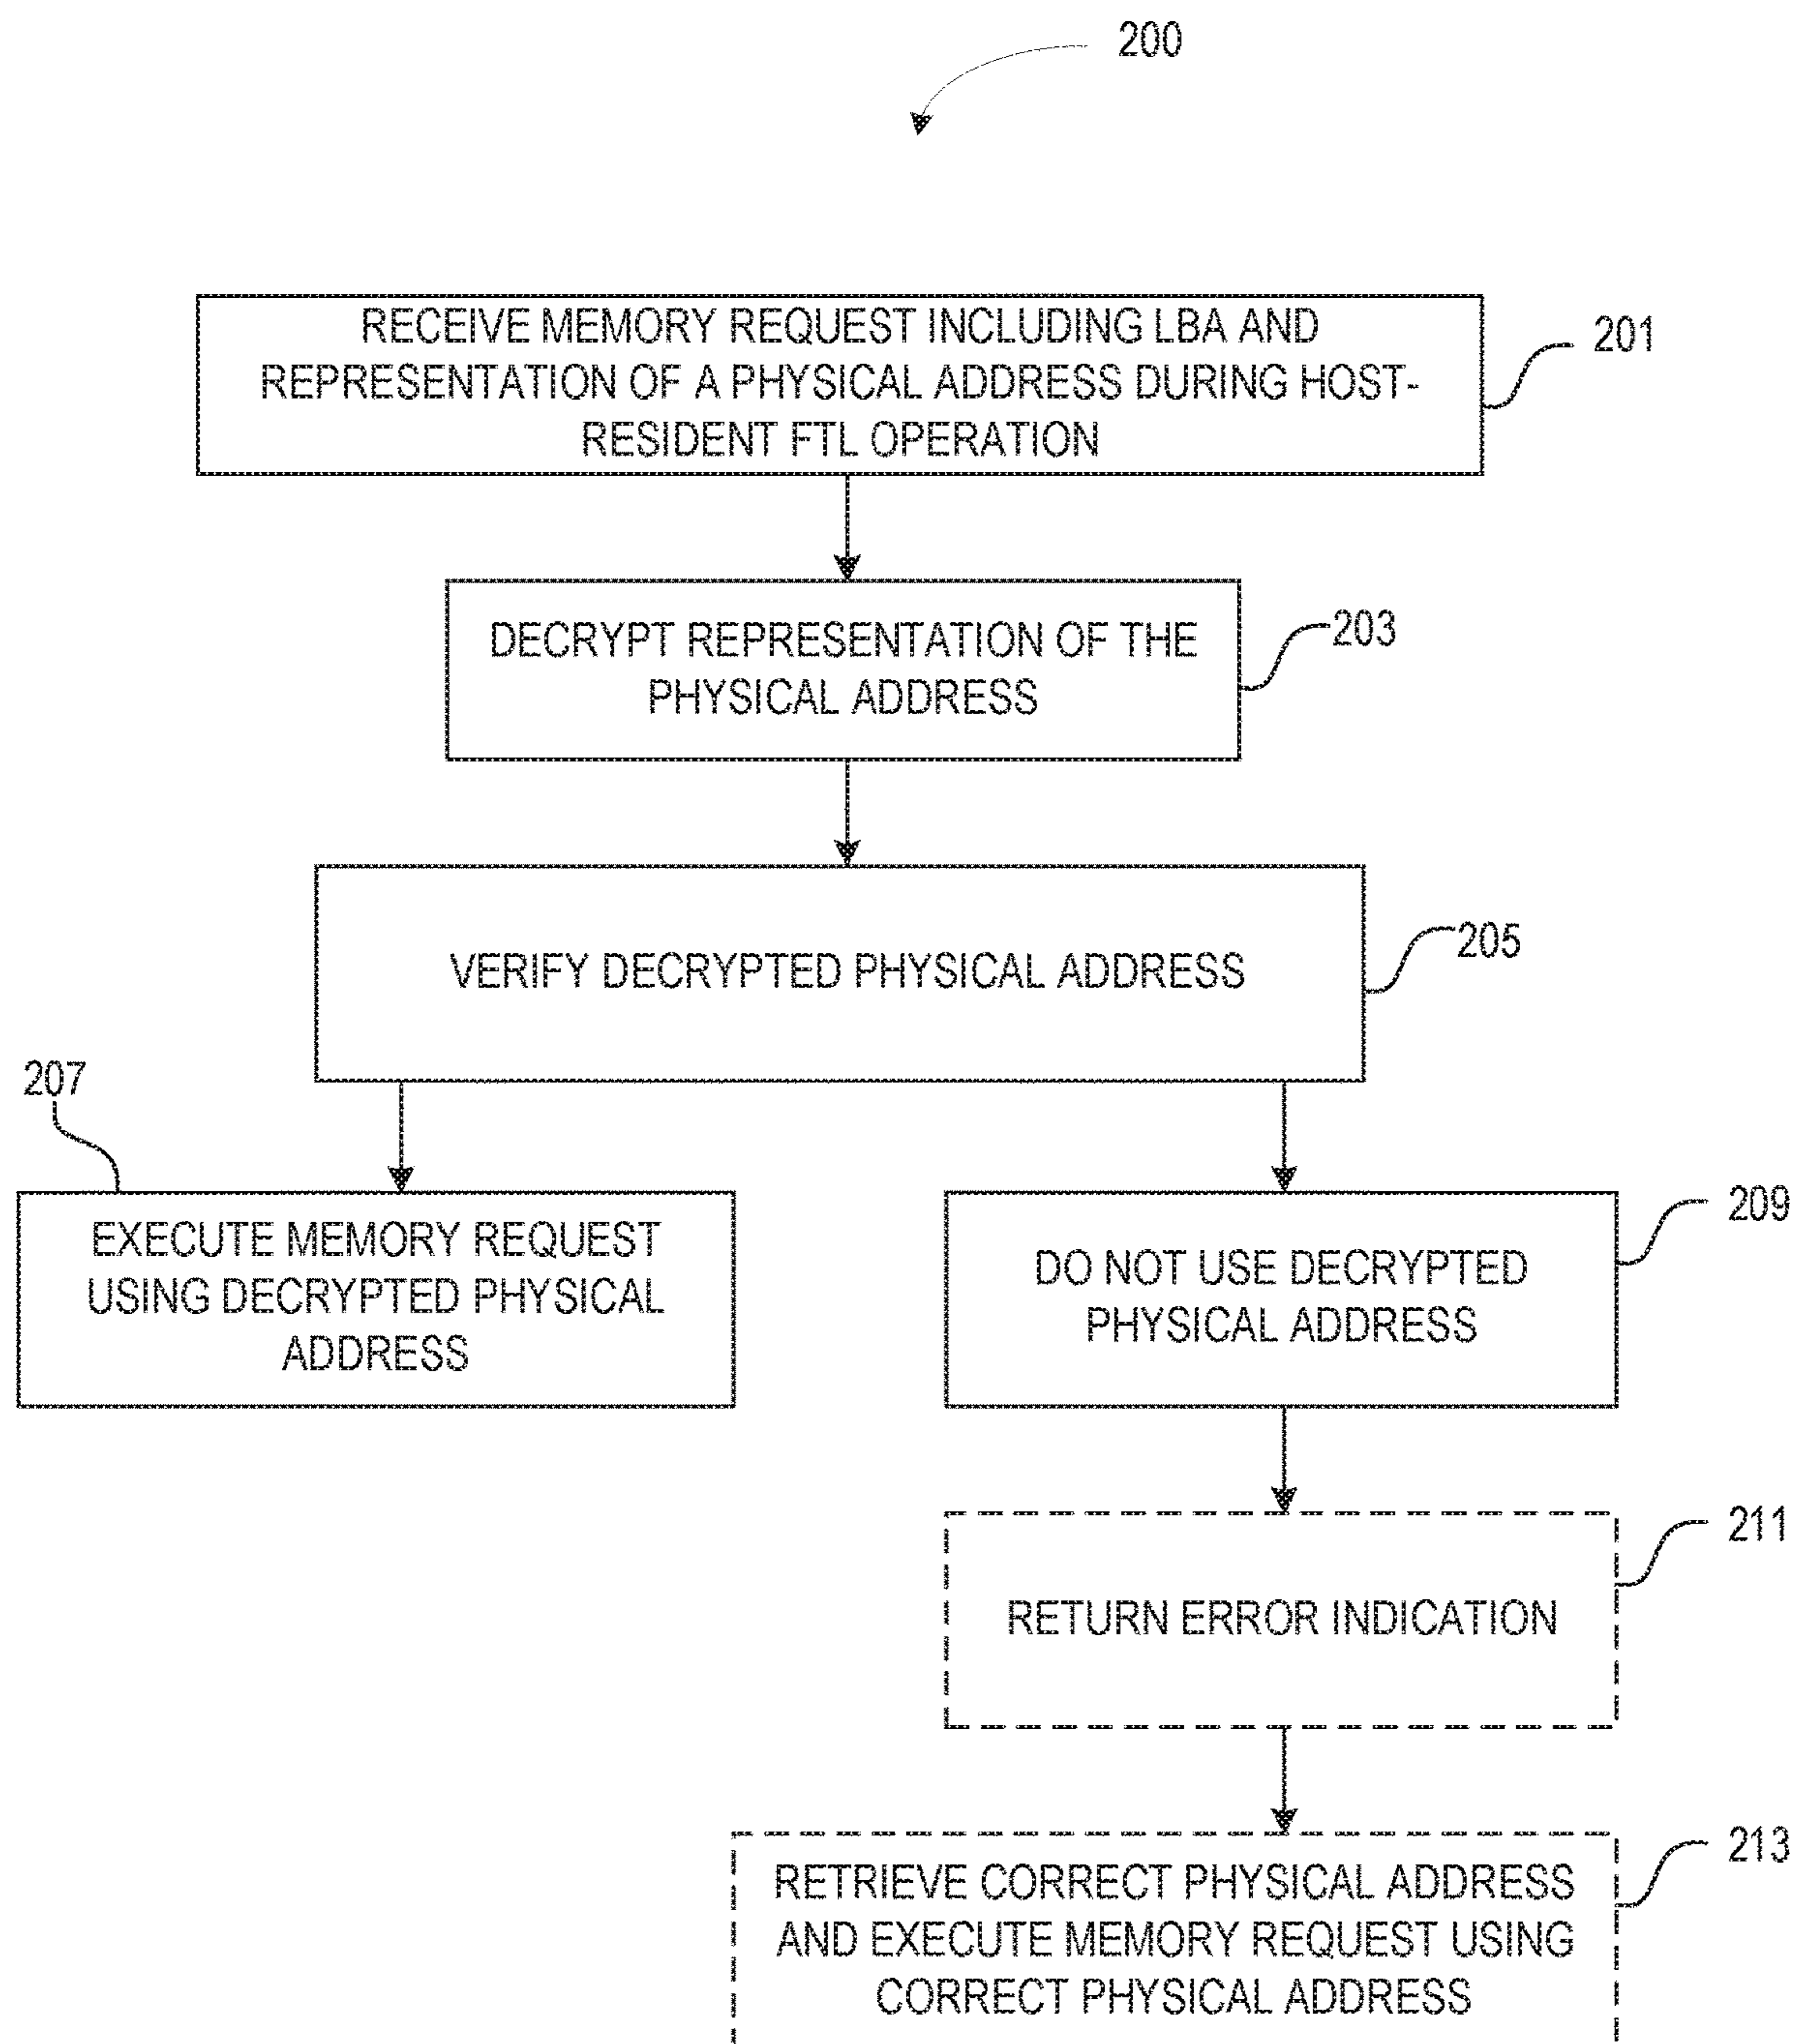 200
RECEIVE MEMORY REQUEST INCLUDING LBA AND
REPRESENTATION OF A PHYSICAL ADDRESS DURING HOST-
RESIDENT FTL OPERATION
201
DECRYPT REPRESENTATION OF THE
PHYSICAL ADDRESS
203
VERIFY DECRYPTED PHYSICAL ADDRESS
205
207
EXECUTE MEMORY REQUEST
USING DECRYPTED PHYSICAL
ADDRESS
DO NOT USE DECRYPTED
PHYSICAL ADDRESS
209
RETURN ERROR INDICATION
211
RETRIEVE CORRECT PHYSICAL ADDRESS
AND EXECUTE MEMORY REQUEST USING
CORRECT PHYSICAL ADDRESS
213